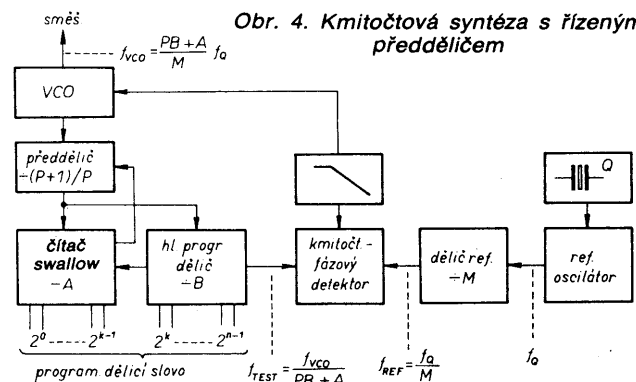 Obr. 4. Kmitočtová syntéza s řízeným
předděličem
směš
f_VCO = (PB + A)/M f_Q
VCO
předdělič
÷(P+1)/P
Q
čítač
swallow
÷A
hl. progr
dělič
÷B
kmitočt.-
fázový
detektor
dělič ref.
÷M
ref.
oscilátor
2^0 ------ 2^k-1
2^k ------ 2^n-1
program. dělicí slovo
f_TEST = f_VCO/(PB + A)
f_REF = f_Q/M
f_Q